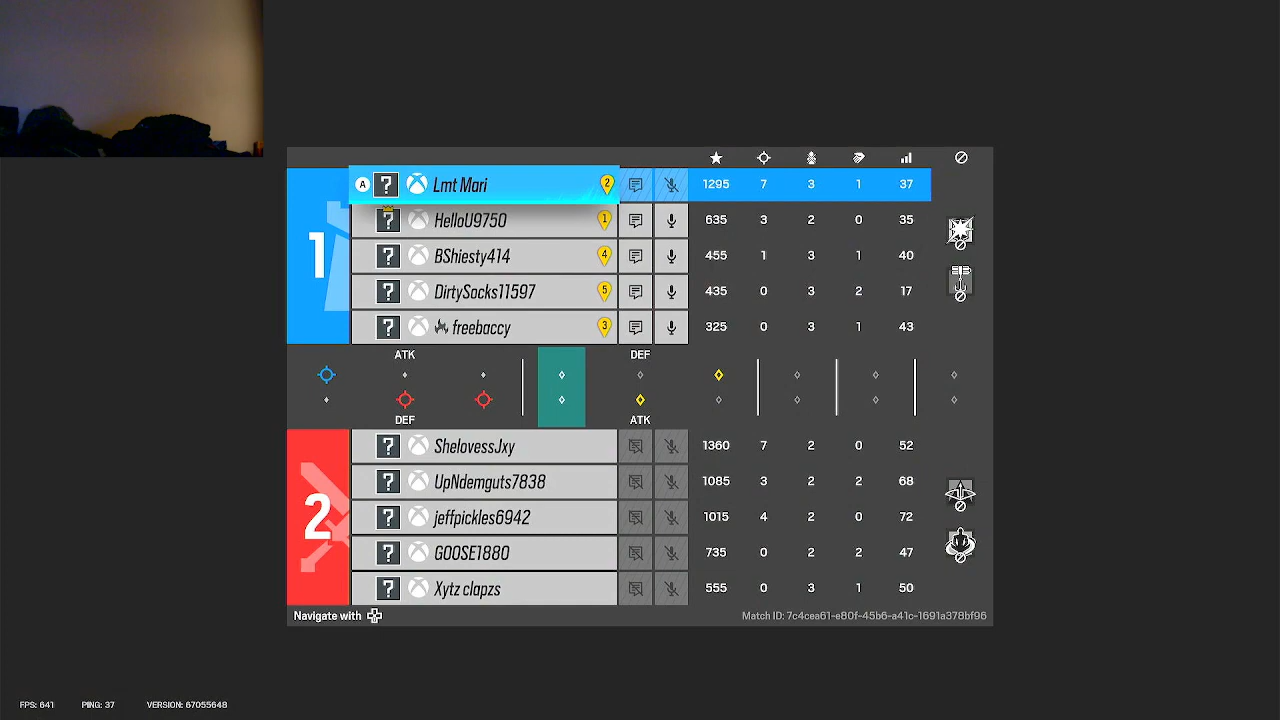 A ? Lmt Mari 2 1295 7 3 1 37
? HelloU9750 1 635 3 2 0 35
? BShiesty414 4 455 1 3 1 40
? DirtySocks11597 5 435 0 3 2 17
? freebaccy 3 325 0 3 1 43
1
ATK DEF
DEF ATK
? ShelovessJxy 1360 7 2 0 52
? UpNdemguts7838 1085 3 2 2 68
? jeffpickles6942 1015 4 2 0 72
? GOOSE1880 735 0 2 2 47
? Xytz clapzs 555 0 3 1 50
2
Navigate with Match ID: 7c4cea61-e80f-45b6-a41c-1691a378bf96
FPS: 641 PING: 37 VERSION: 67055648